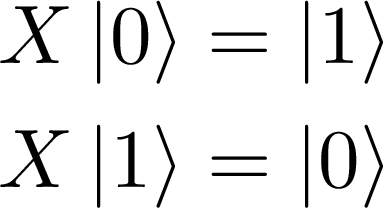 X |0⟩ = |1⟩
X |1⟩ = |0⟩